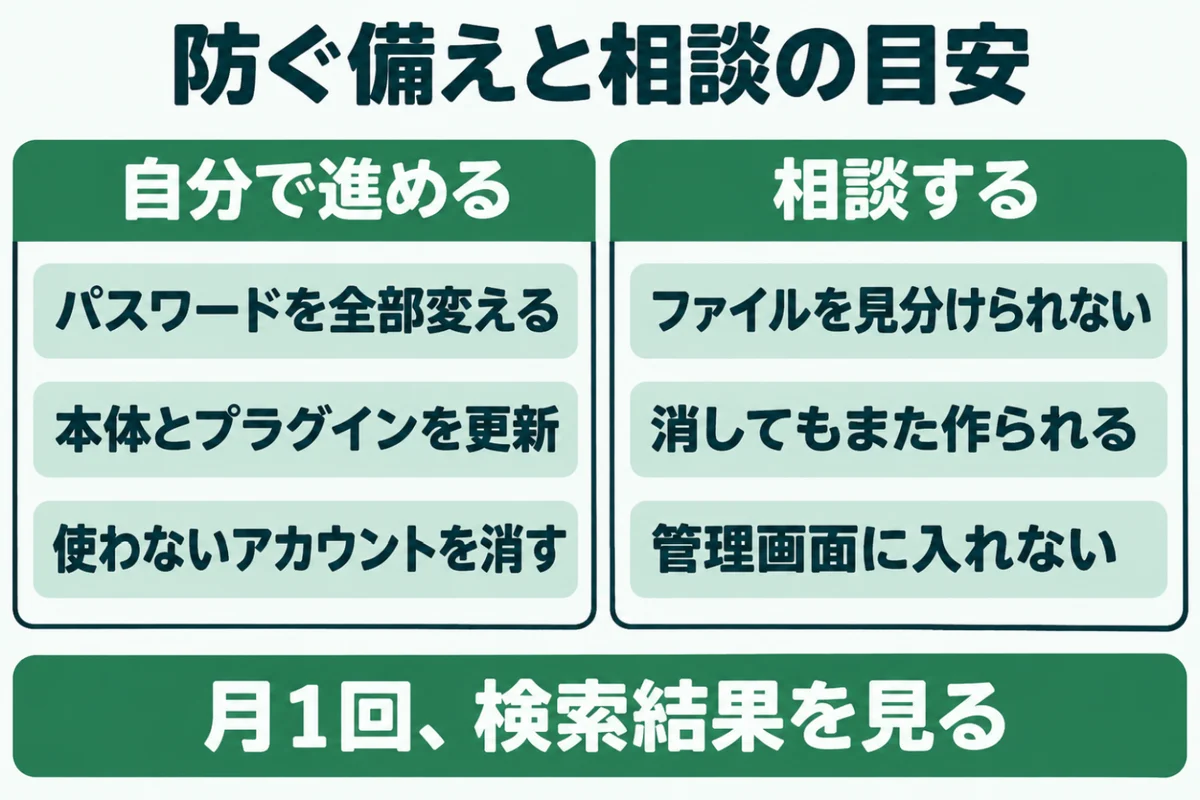 防ぐ備えと相談の目安
自分で進める
パスワードを全部変える
本体とプラグインを更新
使わないアカウントを消す
相談する
ファイルを見分けられない
消してもまた作られる
管理画面に入れない
月1回、検索結果を見る